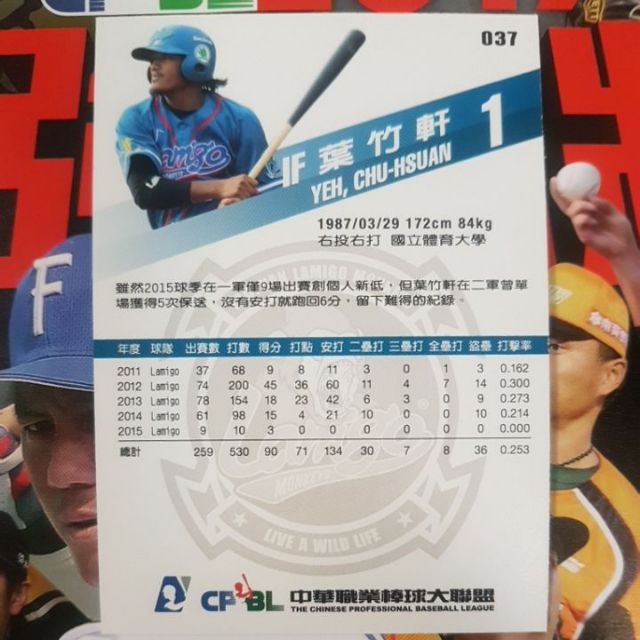 037
Lamigo
IF 葉竹軒 1
YEH, CHU-HSUAN
1987/03/29 172cm 84kg
右投右打 國立體育大學
雖然2015球季在一軍僅9場出賽創個人新低，但葉竹軒在二軍曾單
場獲得5次保送，沒有安打就跑回6分，留下難得的紀錄。
年度 球隊 出賽數 打數 得分 打點 安打 二壘打 三壘打 全壘打 盜壘 打擊率
2011 Lamigo 37 68 9 8 11 3 0 1 3 0.162
2012 Lamigo 74 200 45 36 60 11 4 7 14 0.300
2013 Lamigo 78 154 18 23 42 6 3 0 9 0.273
2014 Lamigo 61 98 15 4 21 10 0 0 10 0.214
2015 Lamigo 9 10 3 0 0 0 0 0 0 0.000
總計 259 530 90 71 134 30 7 8 36 0.253
Lamigo
MONKEYS
LIVE A WILD LIFE
CPBL 中華職業棒球大聯盟
THE CHINESE PROFESSIONAL BASEBALL LEAGUE
F